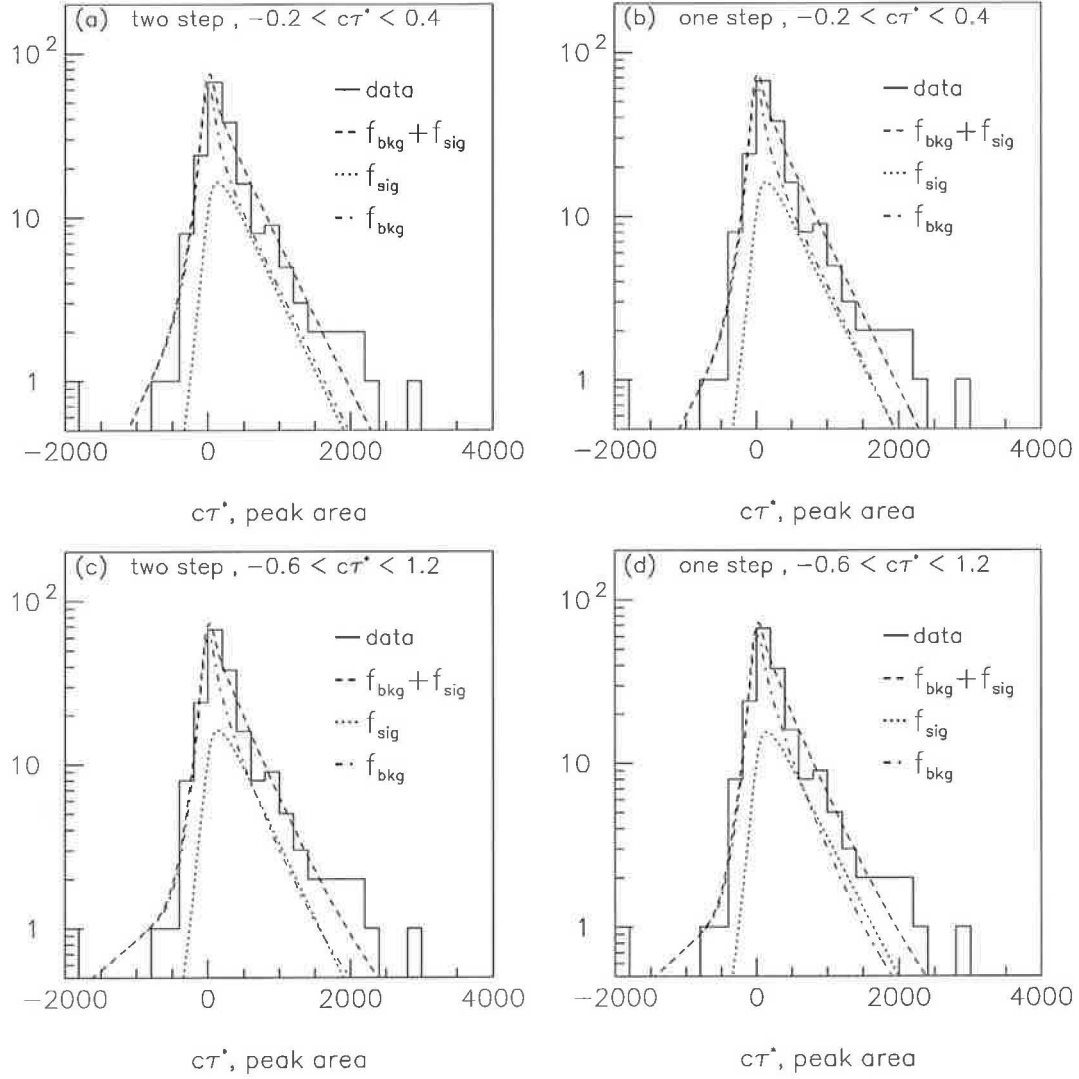 (a) two step , −0.2 < cτ* < 0.4
10²
10
1
data
f_bkg + f_sig
f_sig
f_bkg
−2000 0 2000 4000
cτ*, peak area
(b) one step , −0.2 < cτ* < 0.4
10²
10
1
data
f_bkg + f_sig
f_sig
f_bkg
−2000 0 2000 4000
cτ*, peak area
(c) two step , −0.6 < cτ* < 1.2
10²
10
1
data
f_bkg + f_sig
f_sig
f_bkg
−2000 0 2000 4000
cτ*, peak area
(d) one step , −0.6 < cτ* < 1.2
10²
10
1
data
f_bkg + f_sig
f_sig
f_bkg
−2000 0 2000 4000
cτ*, peak area